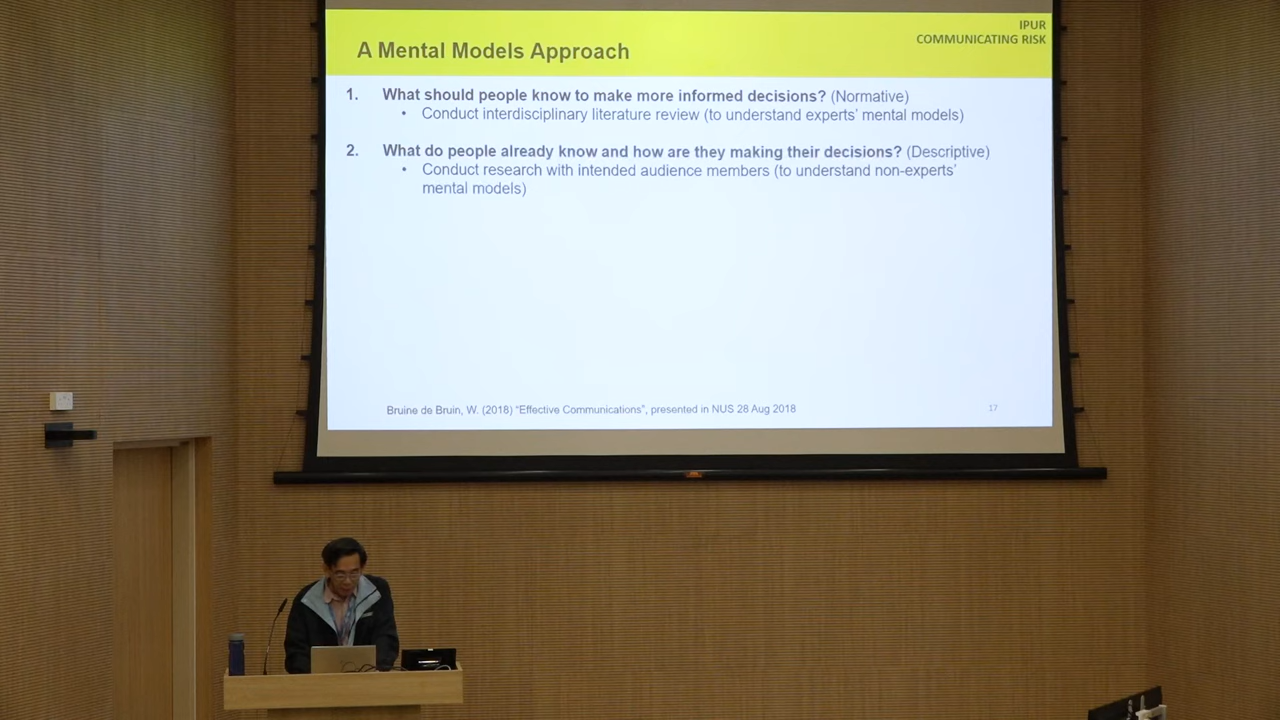 IPUR
COMMUNICATING RISK
A Mental Models Approach
1. What should people know to make more informed decisions? (Normative)
• Conduct interdisciplinary literature review (to understand experts' mental models)
2. What do people already know and how are they making their decisions? (Descriptive)
• Conduct research with intended audience members (to understand non-experts'
mental models)
Bruine de Bruin, W. (2018) "Effective Communications", presented in NUS 28 Aug 2018
17